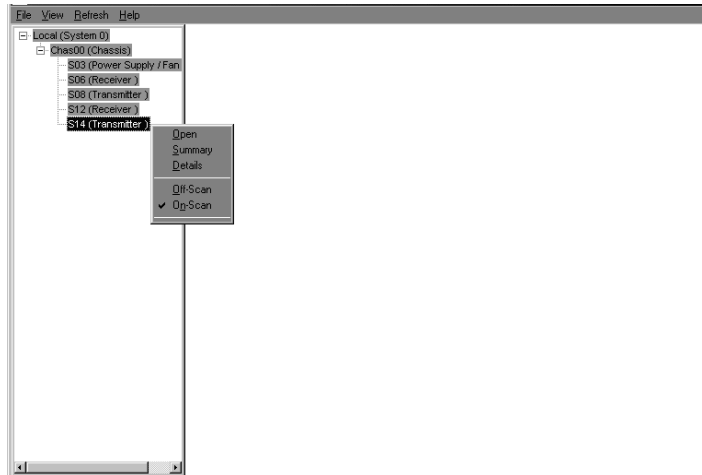 File View Refresh Help
Local (System 0)
Chas00 (Chassis)
S03 (Power Supply / Fan
S06 (Receiver )
S08 (Transmitter )
S12 (Receiver )
S14 (Transmitter )
Open
Summary
Details
Off-Scan
On-Scan